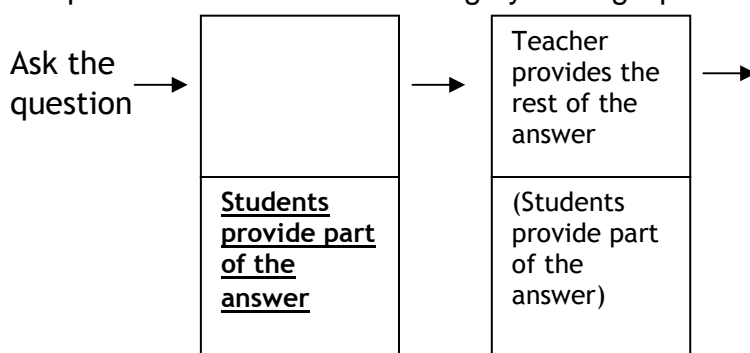 Ask the
question
Students
provide part
of the
answer
Teacher
provides the
rest of the
answer
(Students
provide part
of the
answer)